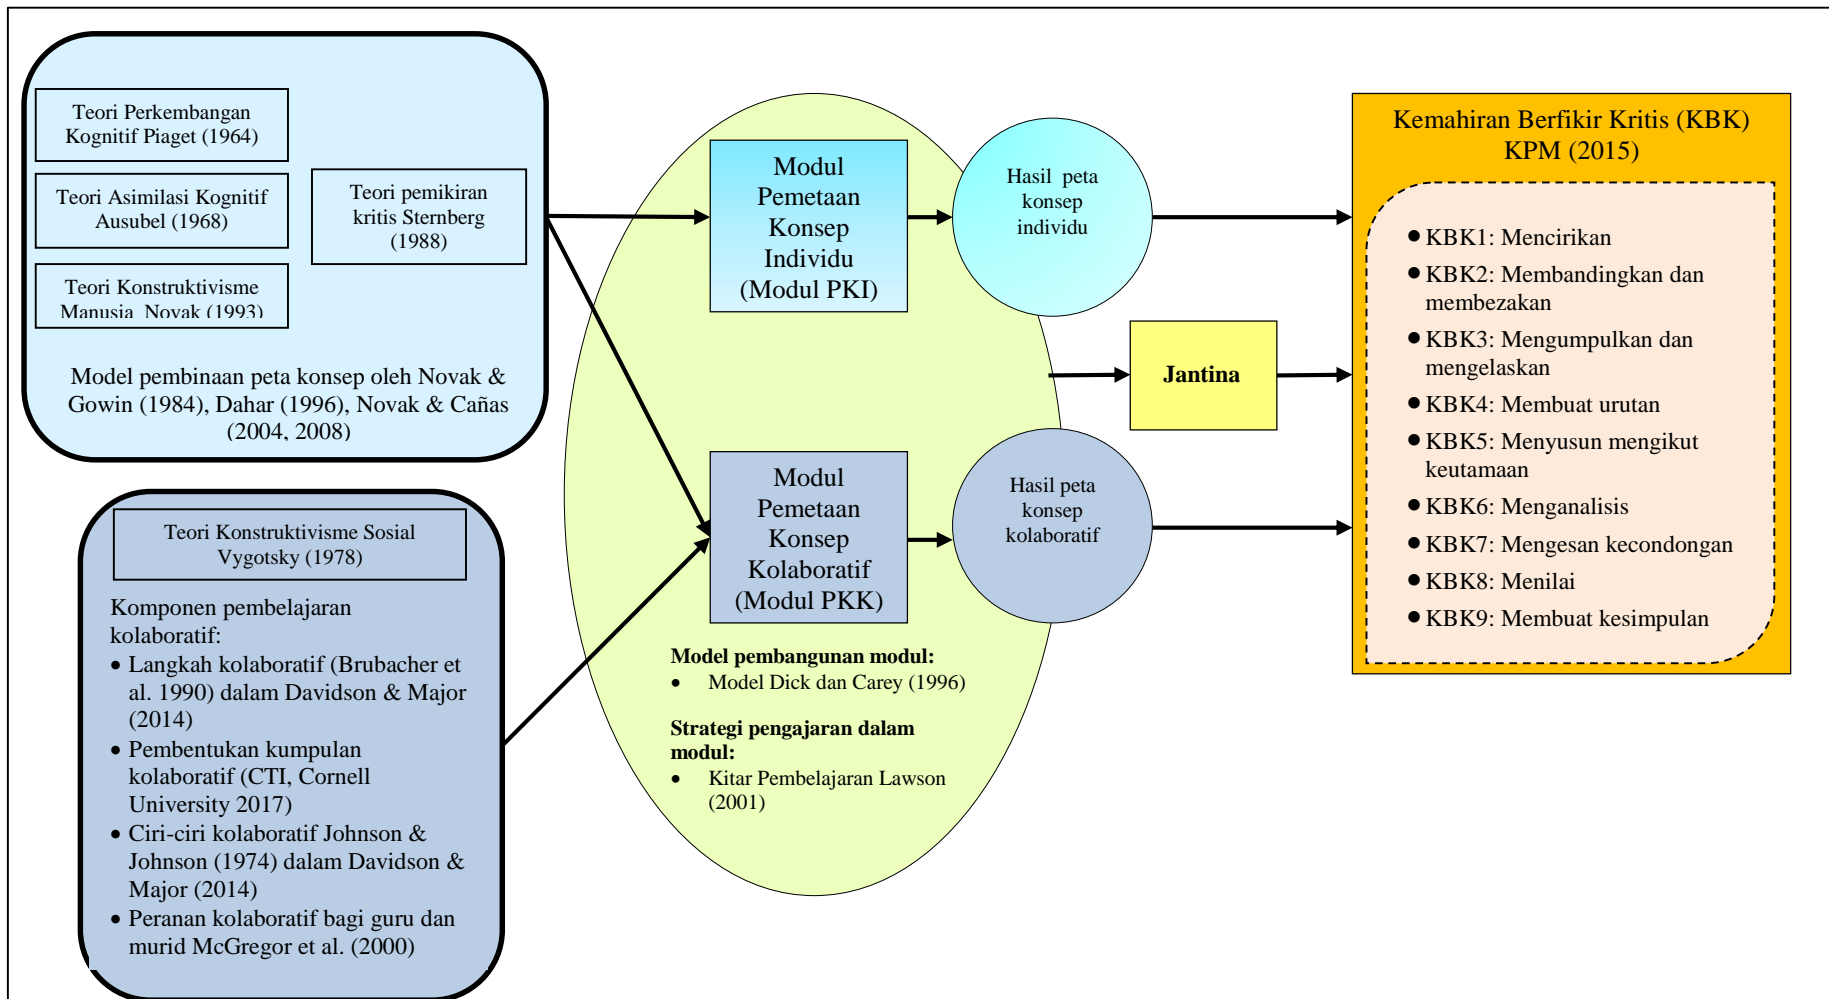 Teori Perkembangan
Kognitif Piaget (1964)
Teori Asimilasi Kognitif
Ausubel (1968)
Teori Konstruktivisme
Manusia Novak (1993)
Teori pemikiran
kritis Sternberg
(1988)
Model pembinaan peta konsep oleh Novak &
Gowin (1984), Dahar (1996), Novak & Cañas
(2004, 2008)
Teori Konstruktivisme Sosial
Vygotsky (1978)
Komponen pembelajaran
kolaboratif:
• Langkah kolaboratif (Brubacher et
al. 1990) dalam Davidson & Major
(2014)
• Pembentukan kumpulan
kolaboratif (CTI, Cornell
University 2017)
• Ciri-ciri kolaboratif Johnson &
Johnson (1974) dalam Davidson &
Major (2014)
• Peranan kolaboratif bagi guru dan
murid McGregor et al. (2000)
Modul
Pemetaan
Konsep
Individu
(Modul PKI)
Modul
Pemetaan
Konsep
Kolaboratif
(Modul PKK)
Model pembangunan modul:
• Model Dick dan Carey (1996)
Strategi pengajaran dalam
modul:
• Kitar Pembelajaran Lawson
(2001)
Hasil peta
konsep
individu
Hasil peta
konsep
kolaboratif
Jantina
Kemahiran Berfikir Kritis (KBK)
KPM (2015)
• KBK1: Mencirikan
• KBK2: Membandingkan dan
membezakan
• KBK3: Mengumpulkan dan
mengelaskan
• KBK4: Membuat urutan
• KBK5: Menyusun mengikut
keutamaan
• KBK6: Menganalisis
• KBK7: Mengesan kecondongan
• KBK8: Menilai
• KBK9: Membuat kesimpulan